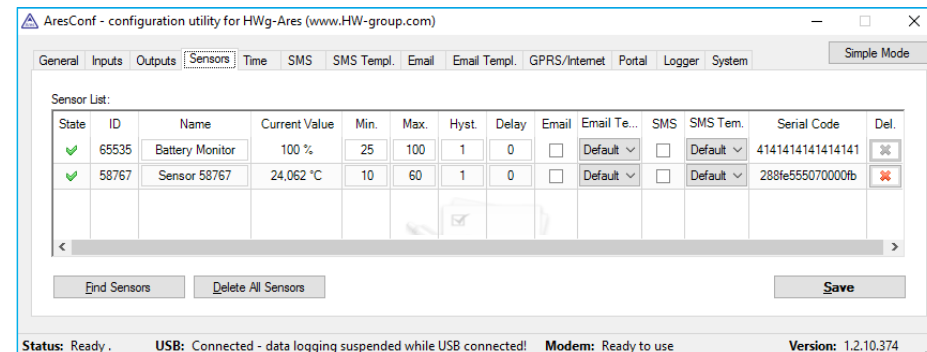 AresConf - configuration utility for HWg-Ares (www.HW-group.com)
Simple Mode
General Inputs Outputs Sensors Time SMS SMS Templ. Email Email Templ. GPRS/Internet Portal Logger System
Sensor List:
State ID Name Current Value Min. Max. Hyst. Delay Email Email Te... SMS SMS Tem. Serial Code Del.
65535 Battery Monitor 100 % 25 100 1 0 Default Default 4141414141414141
58767 Sensor 58767 24,062 °C 10 60 1 0 Default Default 288fe555070000fb
Find Sensors Delete All Sensors Save
Status: Ready . USB: Connected - data logging suspended while USB connected! Modem: Ready to use Version: 1.2.10.374